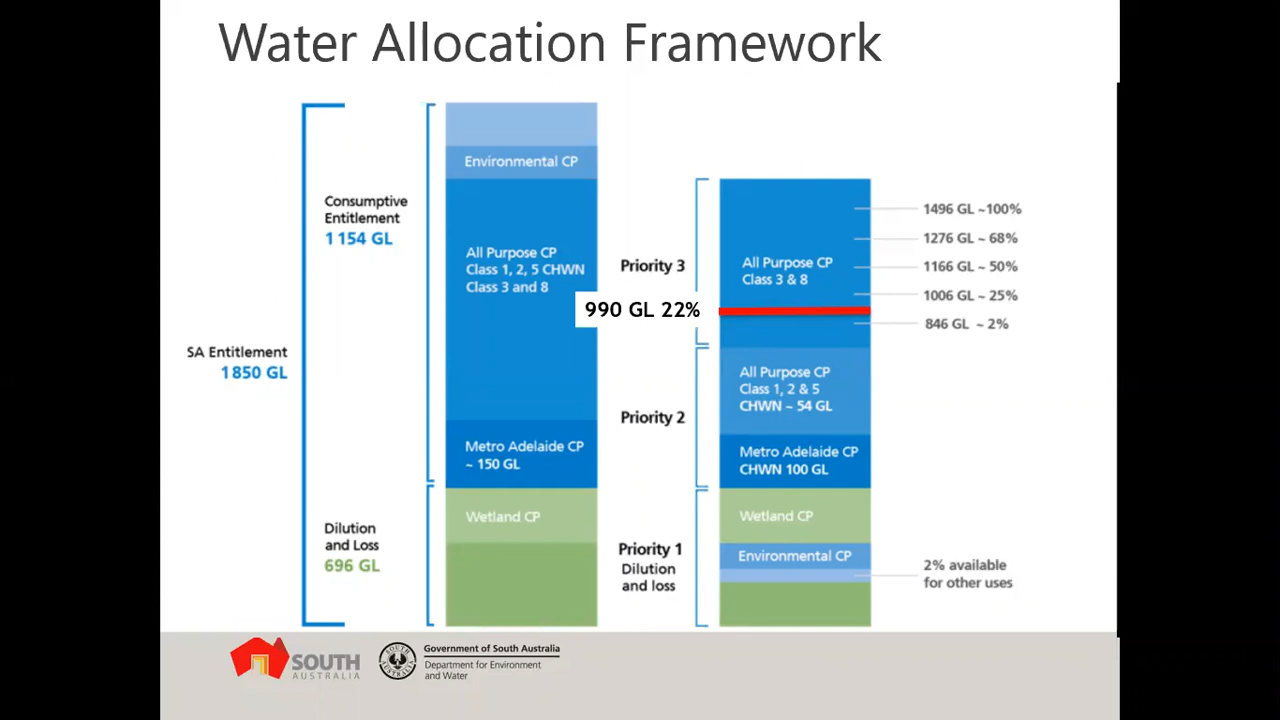 Water Allocation Framework
SA Entitlement
1850 GL
Consumptive
Entitlement
1154 GL
Dilution
and Loss
696 GL
Environmental CP
All Purpose CP
Class 1, 2, 5 CHWN
Class 3 and 8
Metro Adelaide CP
~ 150 GL
Wetland CP
Priority 3
990 GL 22%
Priority 2
Priority 1
Dilution
and loss
All Purpose CP
Class 3 & 8
All Purpose CP
Class 1, 2 & 5
CHWN ~ 54 GL
Metro Adelaide CP
CHWN 100 GL
Wetland CP
Environmental CP
1496 GL ~100%
1276 GL ~ 68%
1166 GL ~ 50%
1006 GL ~ 25%
846 GL ~ 2%
2% available
for other uses
SOUTH
AUSTRALIA
SOUTH AUSTRALIA
Government of South Australia
Department for Environment
and Water